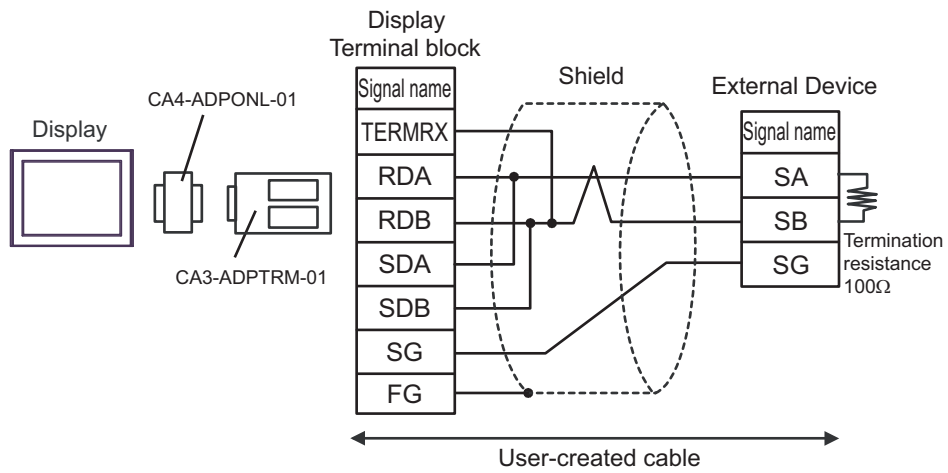 Display
Terminal block
Shield
External Device
CA4-ADPONL-01
Display
CA3-ADPTRM-01
Signal name
TERMRX
RDA
RDB
SDA
SDB
SG
FG
Signal name
SA
SB
SG
Termination
resistance
100Ω
User-created cable